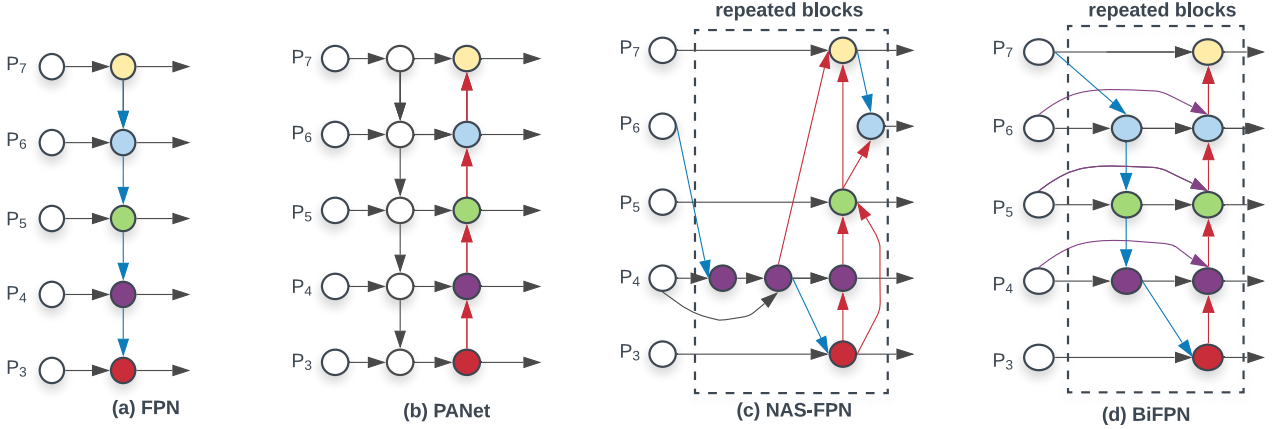 repeated blocks
repeated blocks
P7
P6
P5
P4
P3
(a) FPN
P7
P6
P5
P4
P3
(b) PANet
P7
P6
P5
P4
P3
(c) NAS-FPN
P7
P6
P5
P4
P3
(d) BiFPN